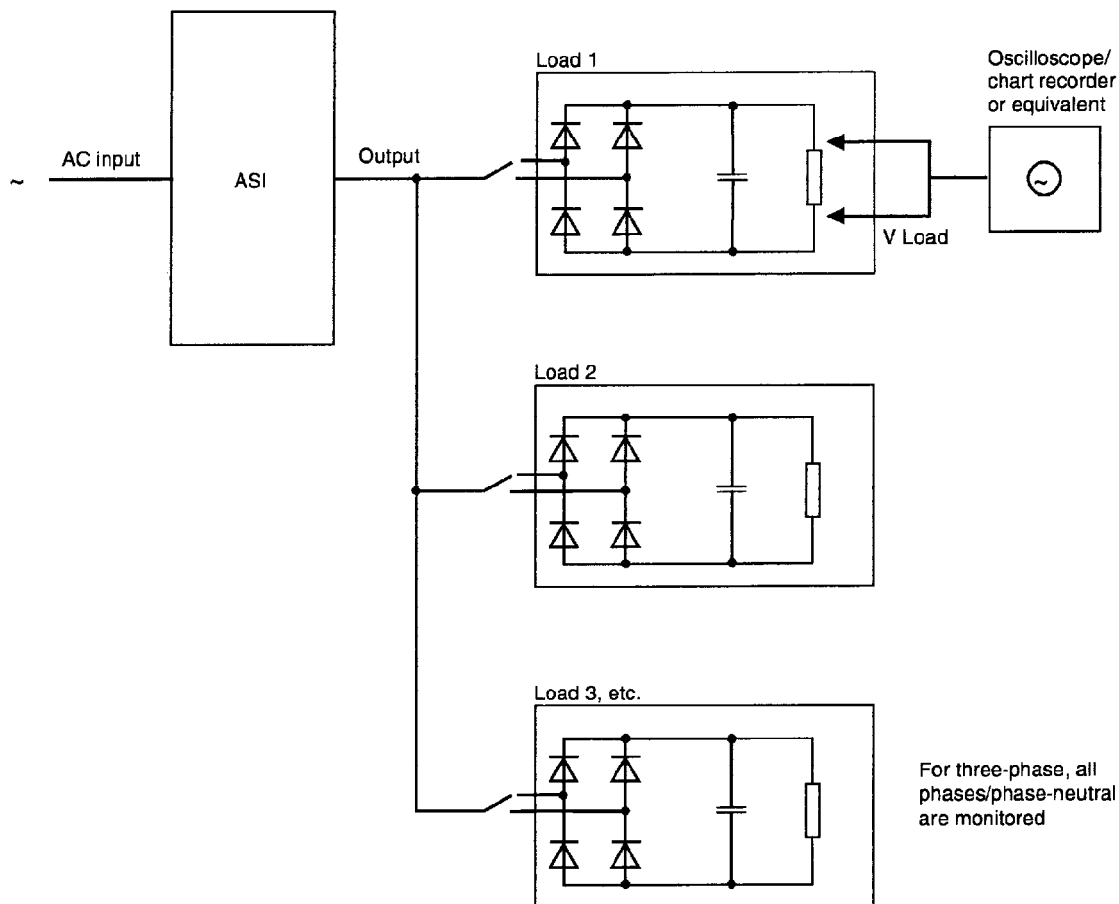 Load 1
Oscilloscope/
chart recorder
or equivalent
AC input
Output
~
ASI
~
V Load
Load 2
Load 3, etc.
For three-phase, all
phases/phase-neutral
are monitored